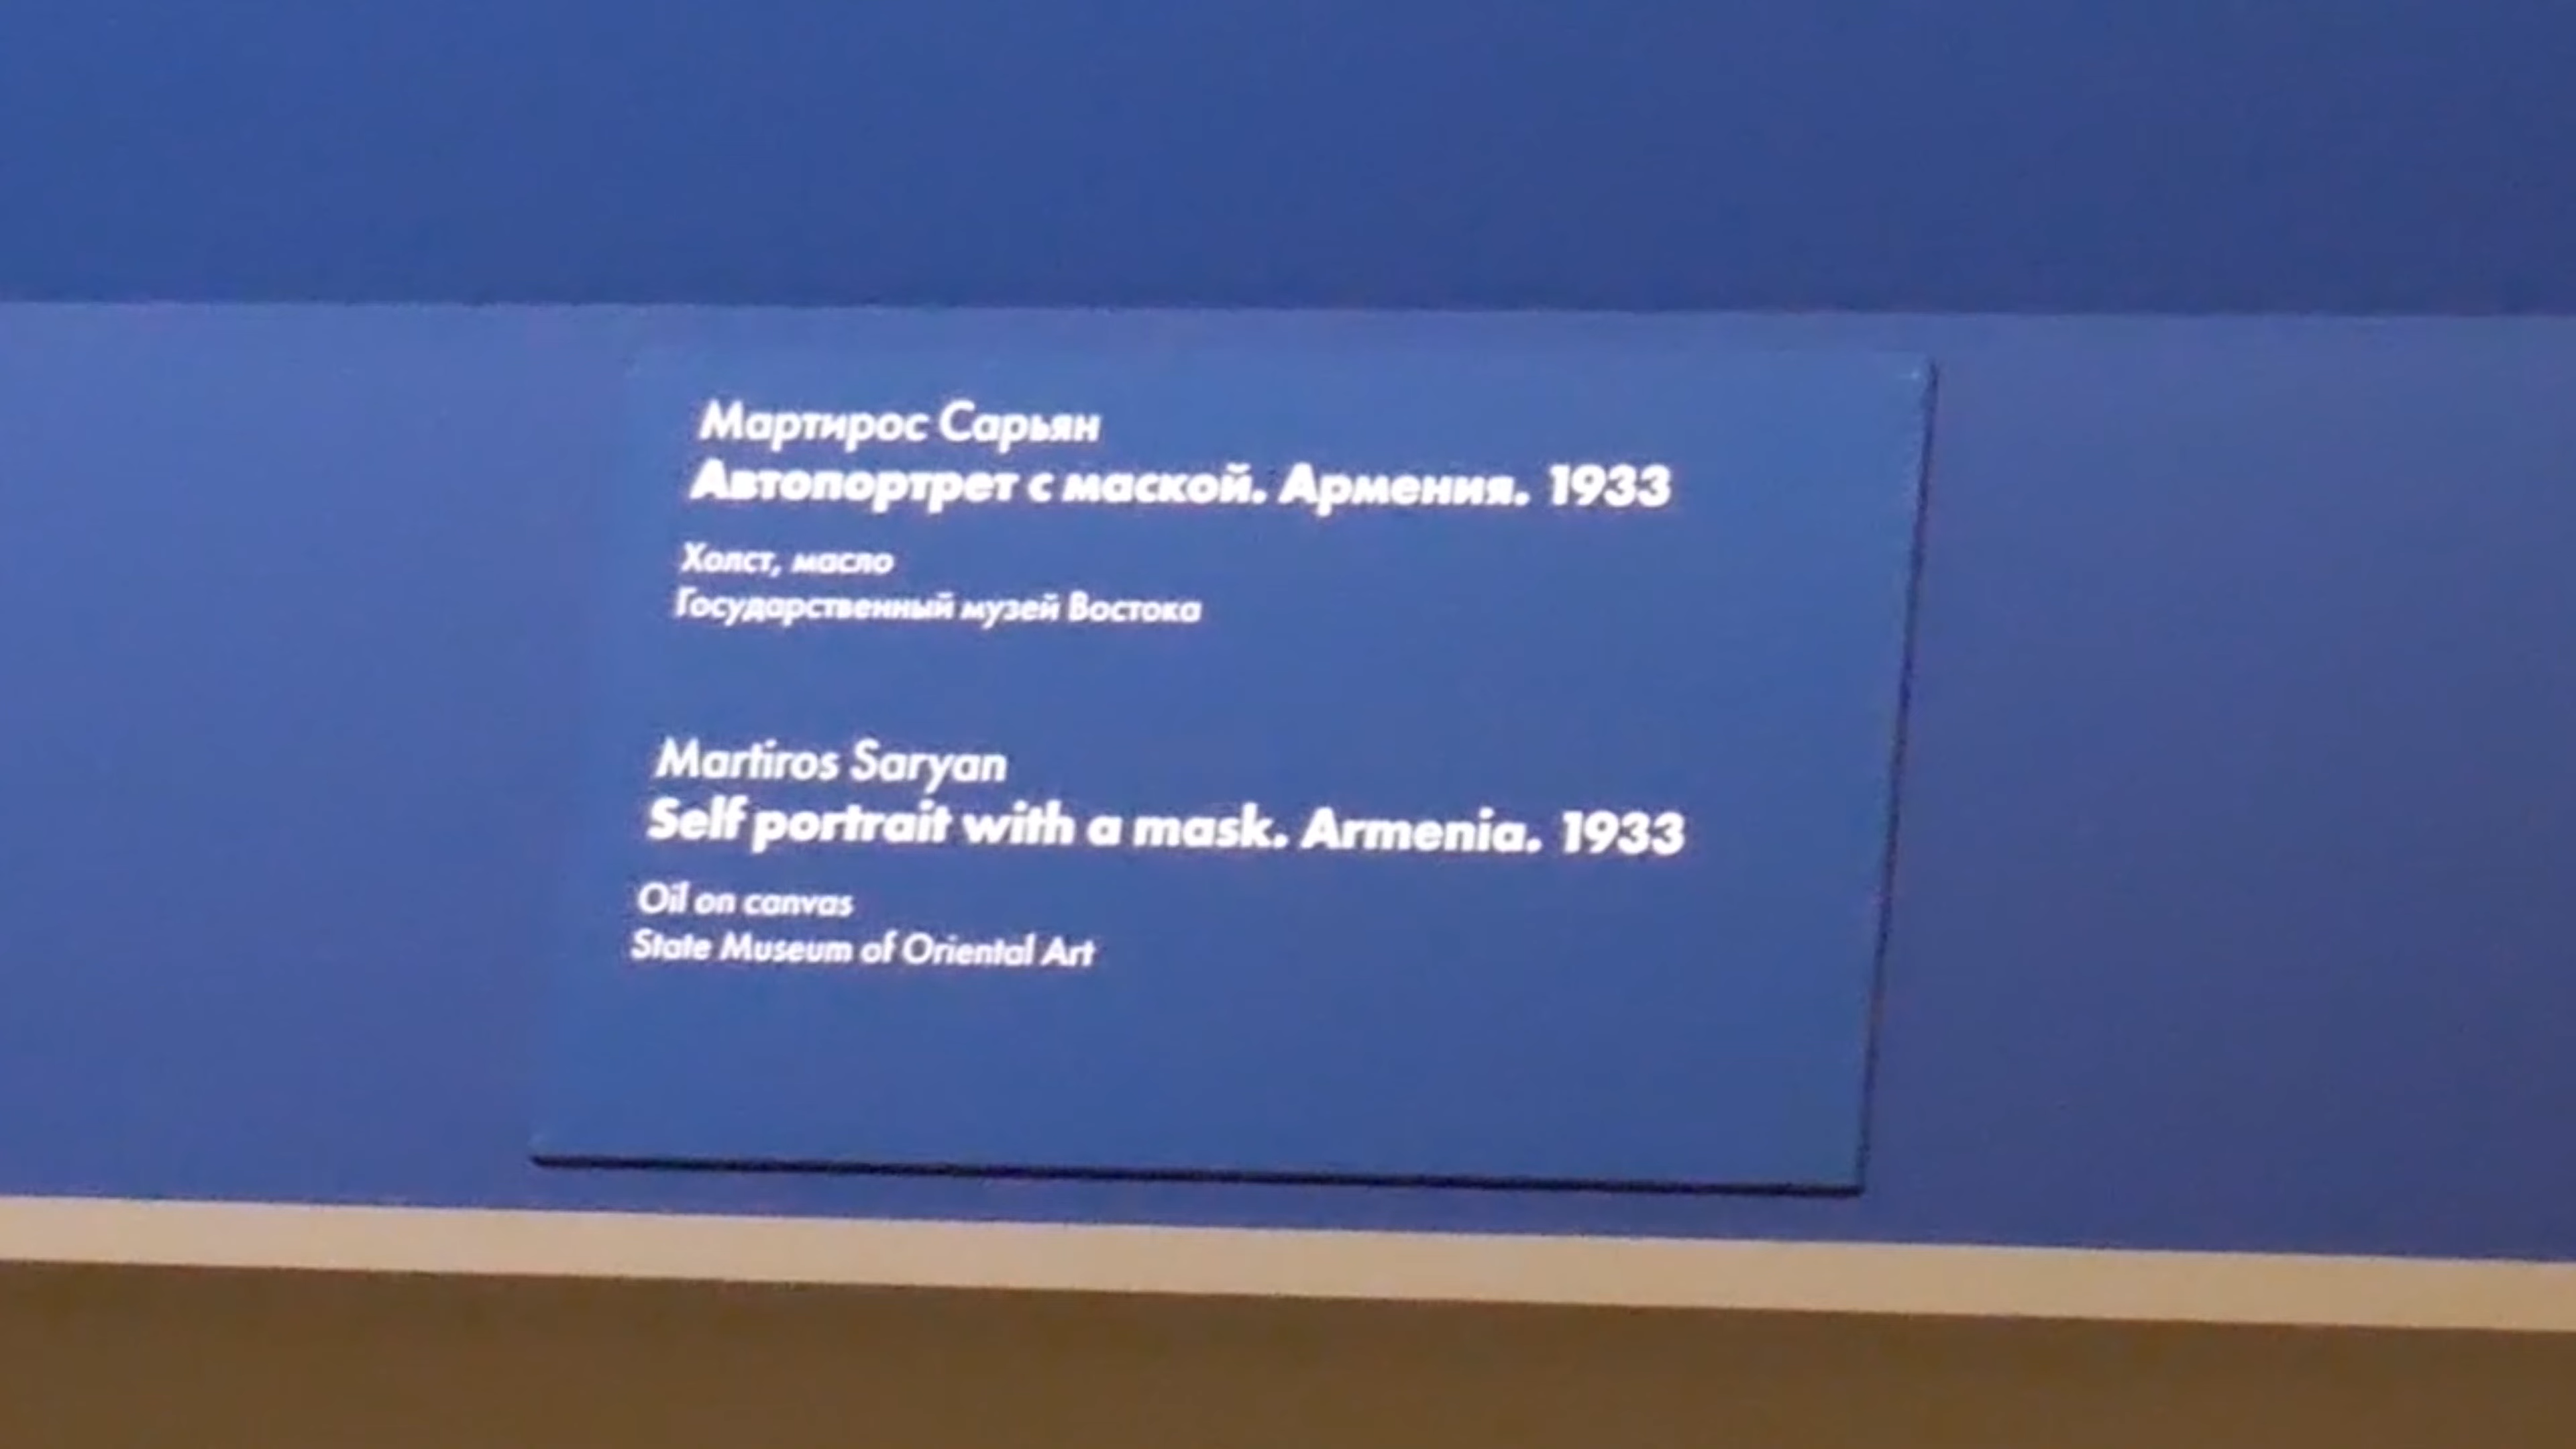 Мартирос Сарьян
Автопортрет с маской. Армения. 1933
Холст, масло
Государственный музей Востока
Martiros Saryan
Self portrait with a mask. Armenia. 1933
Oil on canvas
State Museum of Oriental Art